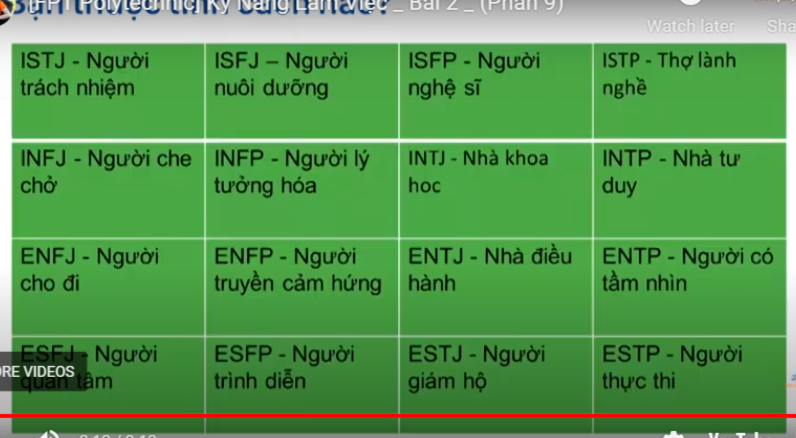 [FPT Polytechnic] Kỹ Năng Làm Việc _ Bài 2 _ (Phần 9)
Watch later
Sha
ISTJ - Người
trách nhiệm
ISFJ – Người
nuôi dưỡng
ISFP - Người
nghệ sĩ
ISTP - Thợ lành
nghề
INFJ - Người che
chở
INFP - Người lý
tưởng hóa
INTJ - Nhà khoa
học
INTP - Nhà tư
duy
ENFJ - Người
cho đi
ENFP - Người
truyền cảm hứng
ENTJ - Nhà điều
hành
ENTP - Người có
tầm nhìn
ESFJ - Người
quan tâm
ESFP - Người
trình diễn
ESTJ - Người
giám hộ
ESTP - Người
thực thi
ORE VIDEOS